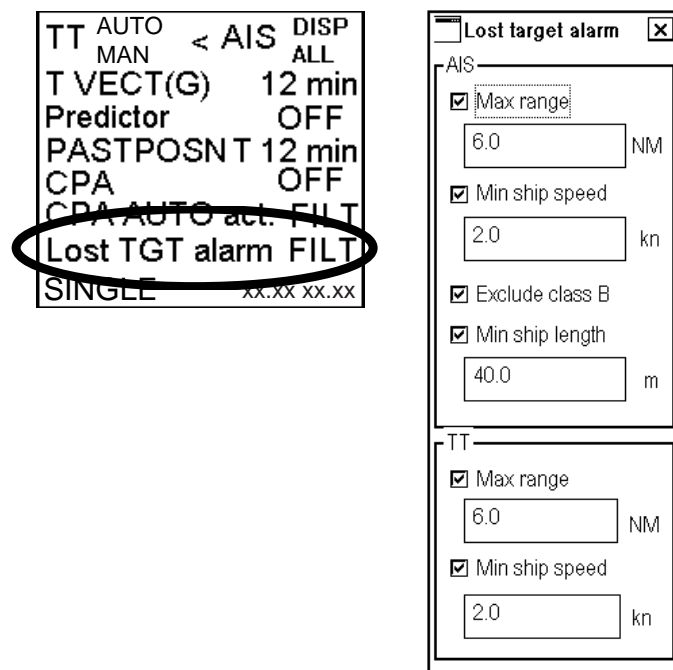 TT AUTO MAN < AIS DISP ALL
T VECT(G) 12 min
Predictor OFF
PASTPOSN T 12 min
CPA OFF
CPA AUTO act. FILT
Lost TGT alarm FILT
SINGLE xx.xx xx.xx
Lost target alarm
AIS
Max range
6.0 NM
Min ship speed
2.0 kn
Exclude class B
Min ship length
40.0 m
TT
Max range
6.0 NM
Min ship speed
2.0 kn